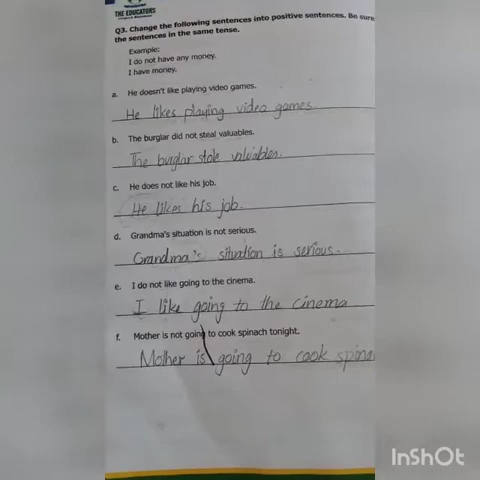 THE EDUCATORS
Q3. Change the following sentences into positive sentences. Be sure
the sentences in the same tense.
Example:
I do not have any money.
I have money.
a. He doesn't like playing video games.
He likes playing video games
b. The burglar did not steal valuables.
The burglar stole valuables.
c. He does not like his job.
He likes his job.
d. Grandma's situation is not serious.
Grandma's situation is serious.
e. I do not like going to the cinema.
I like going to the cinema
f. Mother is not going to cook spinach tonight.
Mother is going to cook spina
InShOt